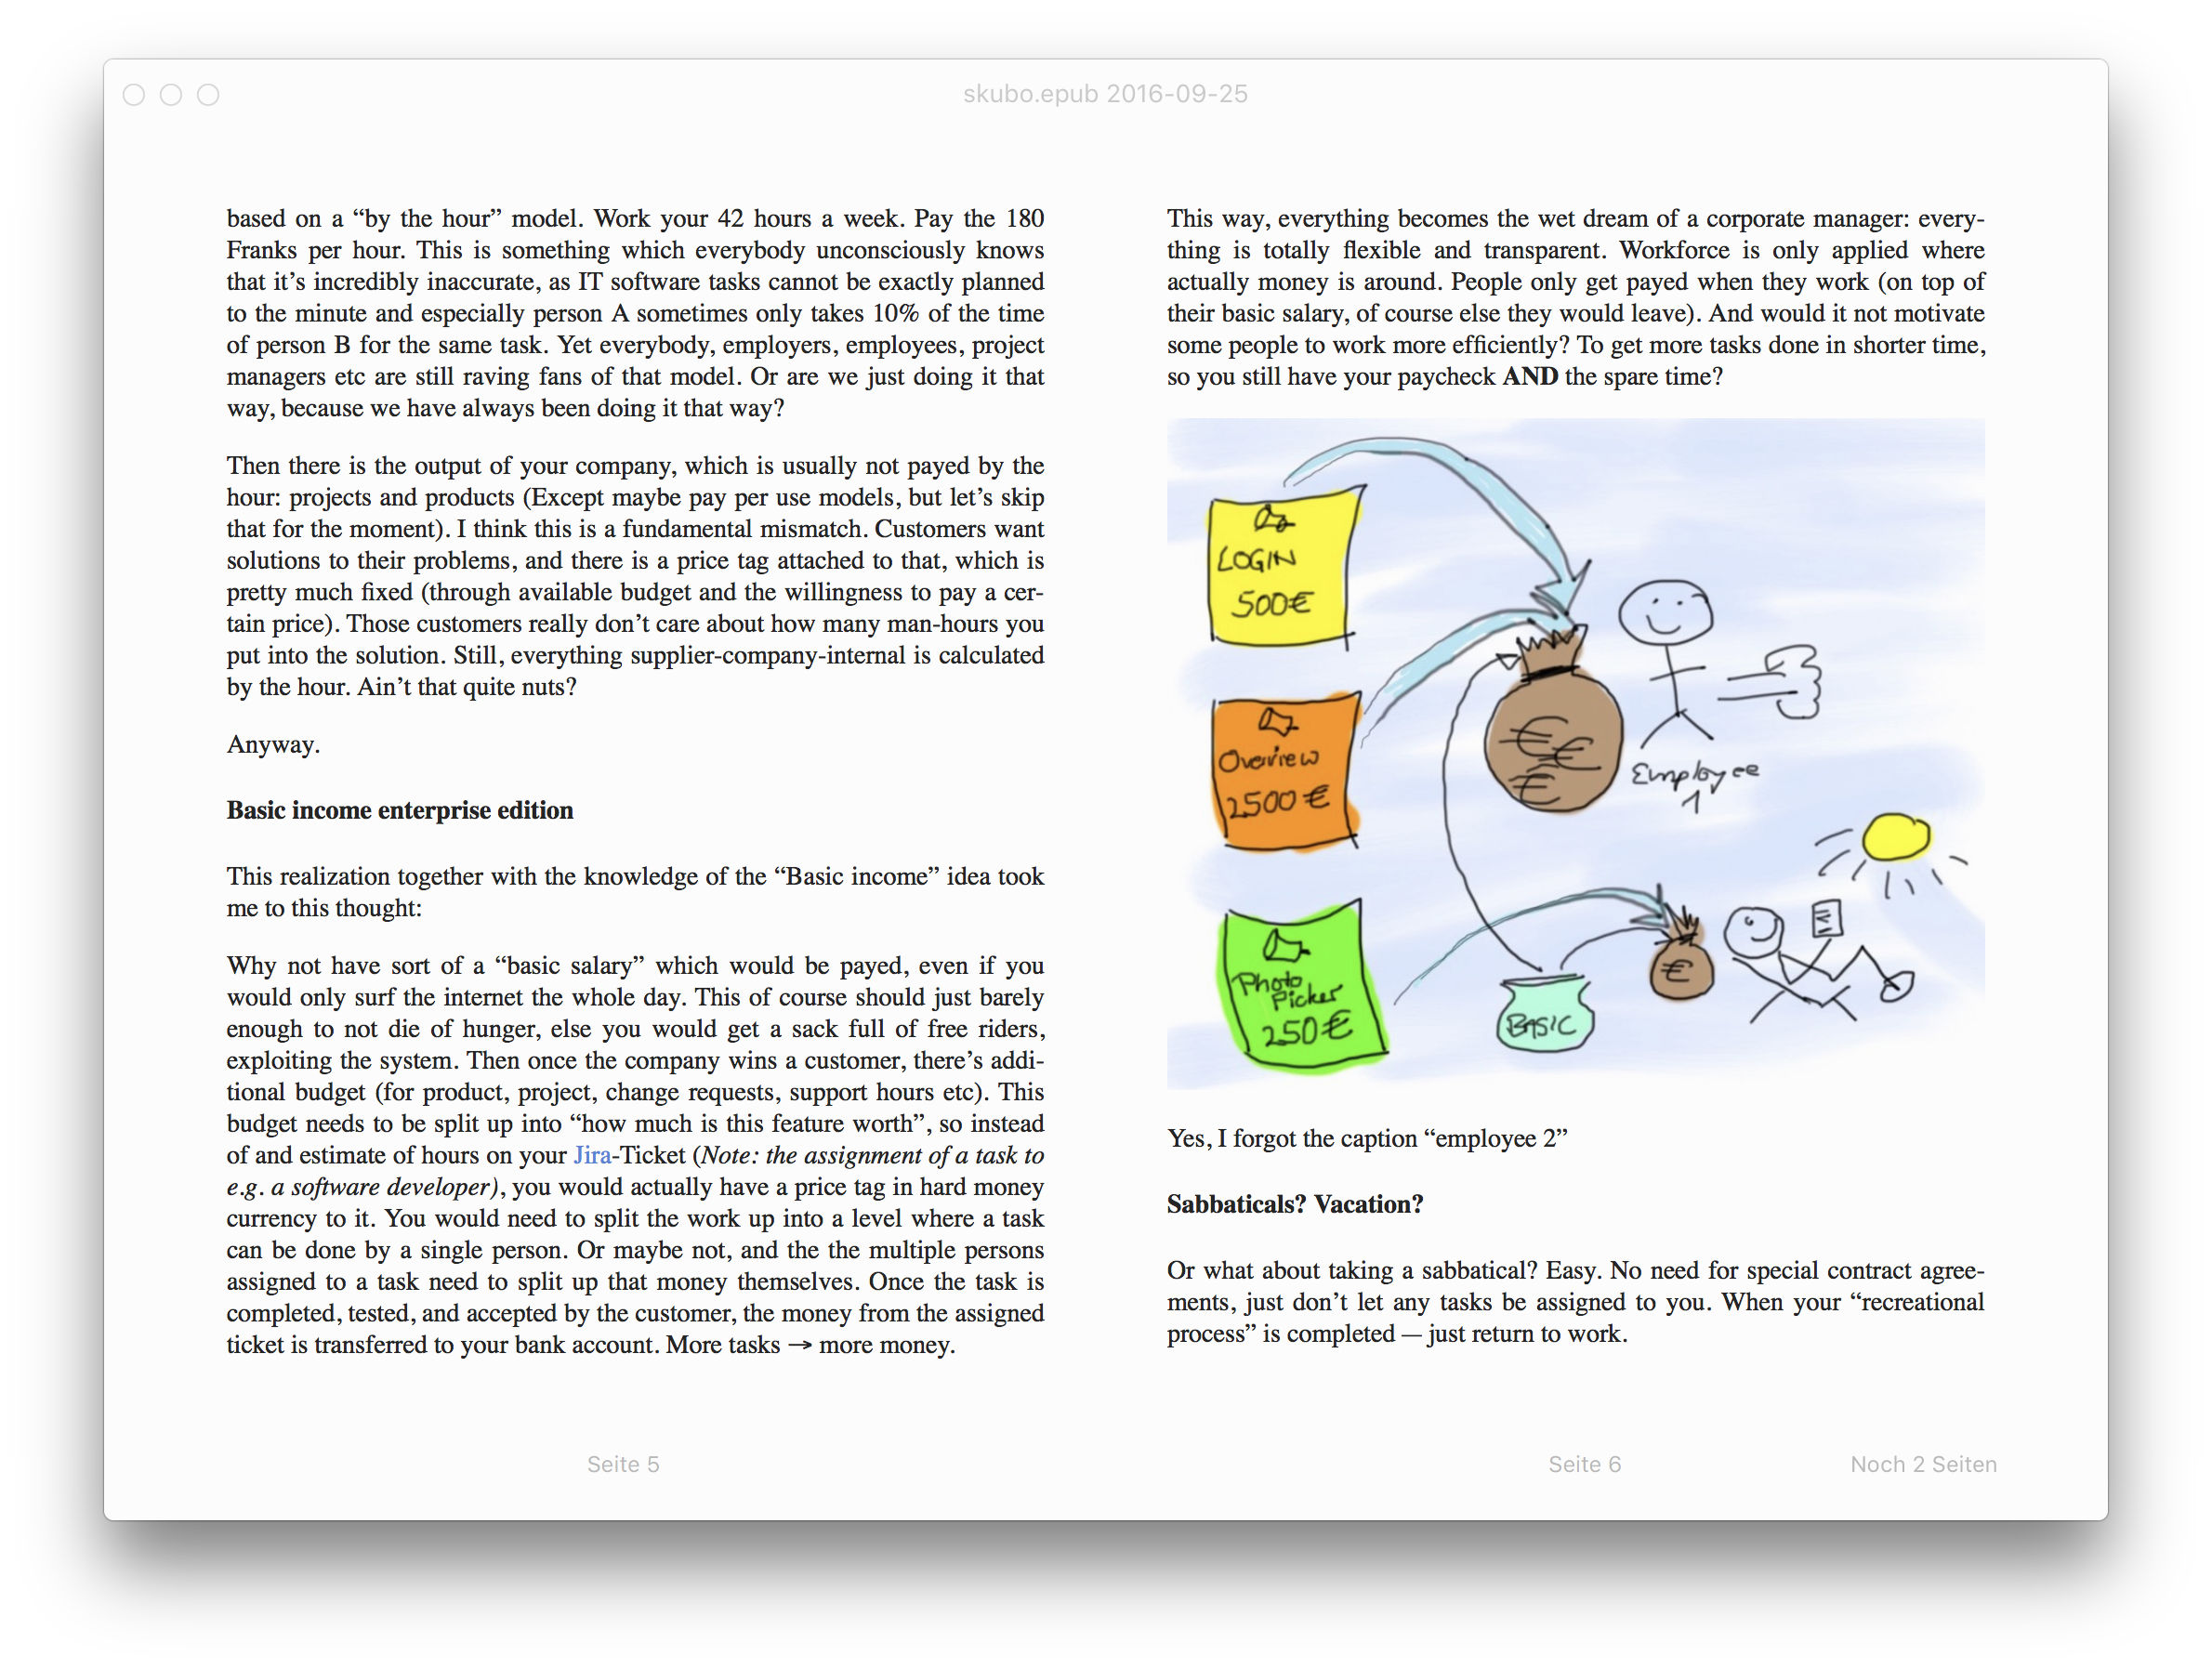 skubo.epub 2016-09-25
based on a “by the hour” model. Work your 42 hours a week. Pay the 180
Franks per hour. This is something which everybody unconsciously knows
that it’s incredibly inaccurate, as IT software tasks cannot be exactly planned
to the minute and especially person A sometimes only takes 10% of the time
of person B for the same task. Yet everybody, employers, employees, project
managers etc are still raving fans of that model. Or are we just doing it that
way, because we have always been doing it that way?
Then there is the output of your company, which is usually not payed by the
hour: projects and products (Except maybe pay per use models, but let’s skip
that for the moment). I think this is a fundamental mismatch. Customers want
solutions to their problems, and there is a price tag attached to that, which is
pretty much fixed (through available budget and the willingness to pay a cer-
tain price). Those customers really don’t care about how many man-hours you
put into the solution. Still, everything supplier-company-internal is calculated
by the hour. Ain’t that quite nuts?
Anyway.
Basic income enterprise edition
This realization together with the knowledge of the “Basic income” idea took
me to this thought:
Why not have sort of a “basic salary” which would be payed, even if you
would only surf the internet the whole day. This of course should just barely
enough to not die of hunger, else you would get a sack full of free riders,
exploiting the system. Then once the company wins a customer, there’s addi-
tional budget (for product, project, change requests, support hours etc). This
budget needs to be split up into “how much is this feature worth”, so instead
of and estimate of hours on your Jira-Ticket (Note: the assignment of a task to
e.g. a software developer), you would actually have a price tag in hard money
currency to it. You would need to split the work up into a level where a task
can be done by a single person. Or maybe not, and the the multiple persons
assigned to a task need to split up that money themselves. Once the task is
completed, tested, and accepted by the customer, the money from the assigned
ticket is transferred to your bank account. More tasks → more money.
Seite 5
This way, everything becomes the wet dream of a corporate manager: every-
thing is totally flexible and transparent. Workforce is only applied where
actually money is around. People only get payed when they work (on top of
their basic salary, of course else they would leave). And would it not motivate
some people to work more efficiently? To get more tasks done in shorter time,
so you still have your paycheck AND the spare time?
LOGIN
500€
Overview
2500€
Photo
Picker
250€
€€
€
Employee
1
€
BASIC
Yes, I forgot the caption “employee 2”
Sabbaticals? Vacation?
Or what about taking a sabbatical? Easy. No need for special contract agree-
ments, just don’t let any tasks be assigned to you. When your “recreational
process” is completed — just return to work.
Seite 6
Noch 2 Seiten